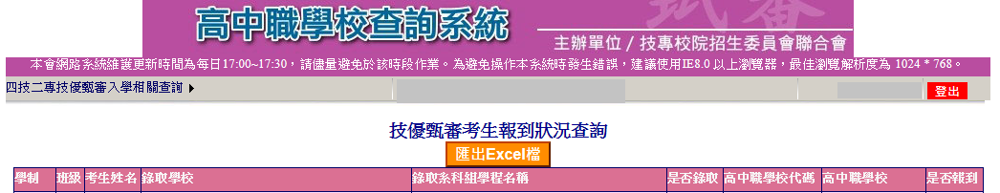 甄審
高中職學校查詢系統
主辦單位 / 技專校院招生委員會聯合會
本會網路系統維護更新時間為每日17:00~17:30，請儘量避免於該時段作業。為避免操作本系統時發生錯誤，建議使用IE8.0 以上瀏覽器，最佳瀏覽解析度為 1024 * 768。
四技二專技優甄審入學相關查詢
登出
技優甄審考生報到狀況查詢
匯出Excel檔
學制 班級 考生姓名 錄取學校 錄取系科組學程名稱 是否錄取 高中職學校代碼 高中職學校 是否報到